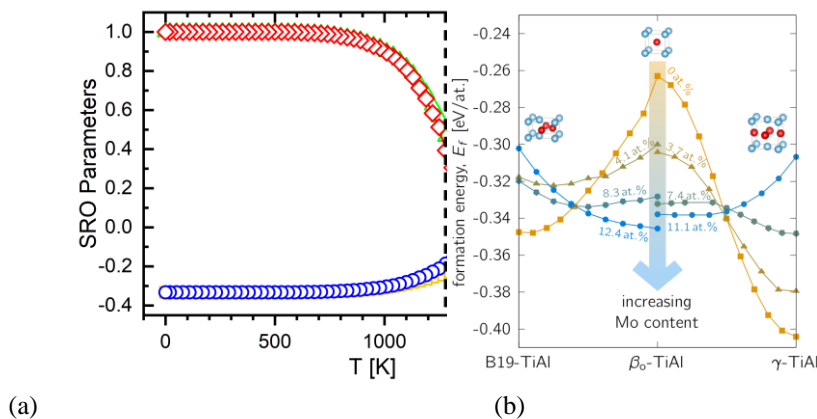 SRO Parameters
1.0
0.8
0.6
0.4
0.2
0.0
-0.2
-0.4
0
500
1000
T [K]
(a)
formation energy, E_f [eV/at.]
-0.24
-0.26
-0.28
-0.30
-0.32
-0.34
-0.36
-0.38
-0.40
0 at.%
4.1 at.%
3.7 at.%
8.3 at.%
7.4 at.%
12.4 at.%
11.1 at.%
increasing
Mo content
B19-TiAl
βo-TiAl
γ-TiAl
(b)